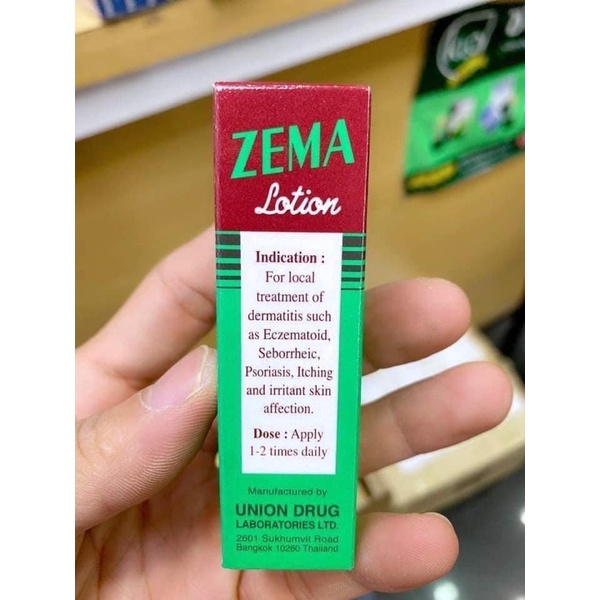 ZEMA
Lotion
Indication :
For local
treatment of
dermatitis such
as Eczematoid,
Seborrheic,
Psoriasis, Itching
and irritant skin
affection.
Dose : Apply
1-2 times daily
Manufactured by
UNION DRUG
LABORATORIES LTD.
2601 Sukhumvit Road
Bangkok 10260 Thailand